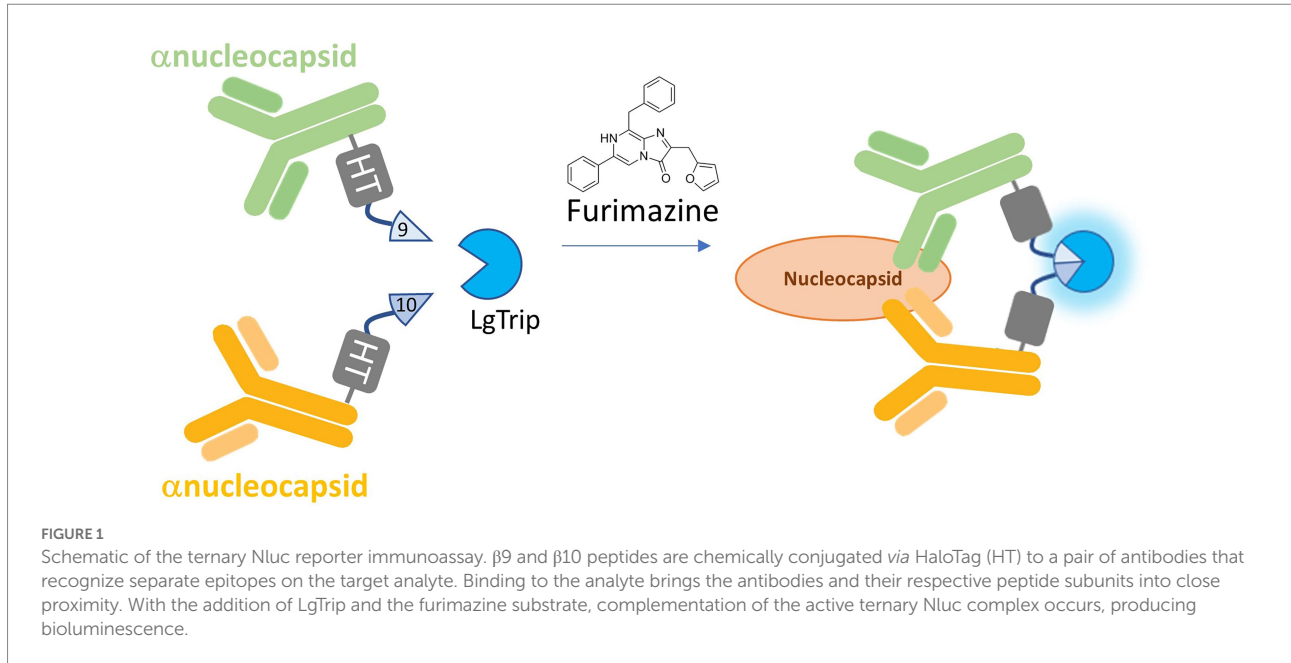 αnucleocapsid
HT
9
HN
N
N
O
O
Furimazine
LgTrip
10
HT
αnucleocapsid
Nucleocapsid
FIGURE 1
Schematic of the ternary Nluc reporter immunoassay. β9 and β10 peptides are chemically conjugated via HaloTag (HT) to a pair of antibodies that
recognize separate epitopes on the target analyte. Binding to the analyte brings the antibodies and their respective peptide subunits into close
proximity. With the addition of LgTrip and the furimazine substrate, complementation of the active ternary Nluc complex occurs, producing
bioluminescence.